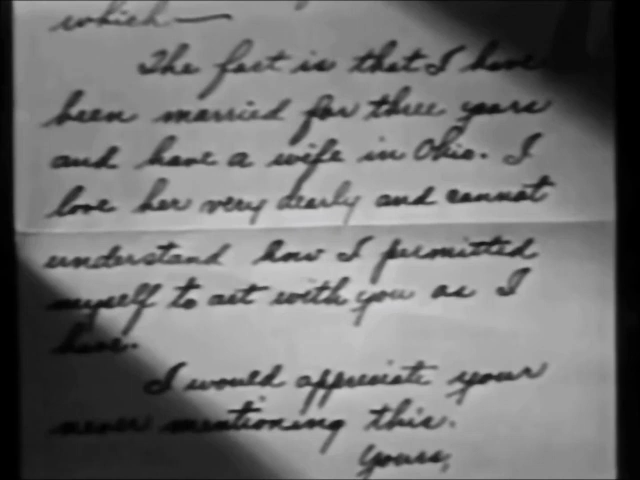 which—
The fact is that I have
been married for three years
and have a wife in Ohio. I
love her very dearly and cannot
understand how I permitted
myself to act with you as I
have.
I would appreciate your
never mentioning this.
Yours,